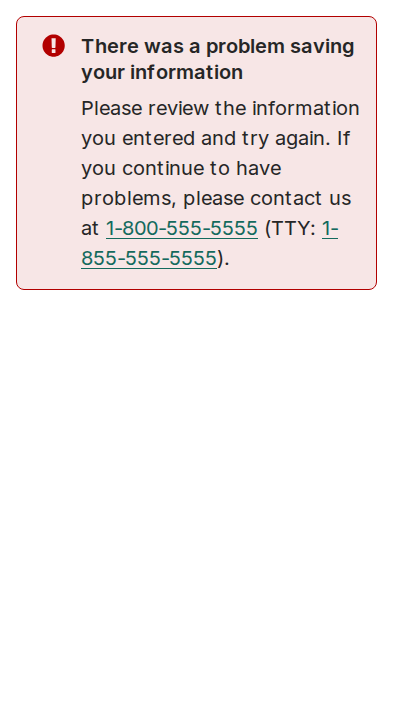 There was a problem saving
your information
Please review the information
you entered and try again. If
you continue to have
problems, please contact us
at 1-800-555-5555 (TTY: 1-
855-555-5555).